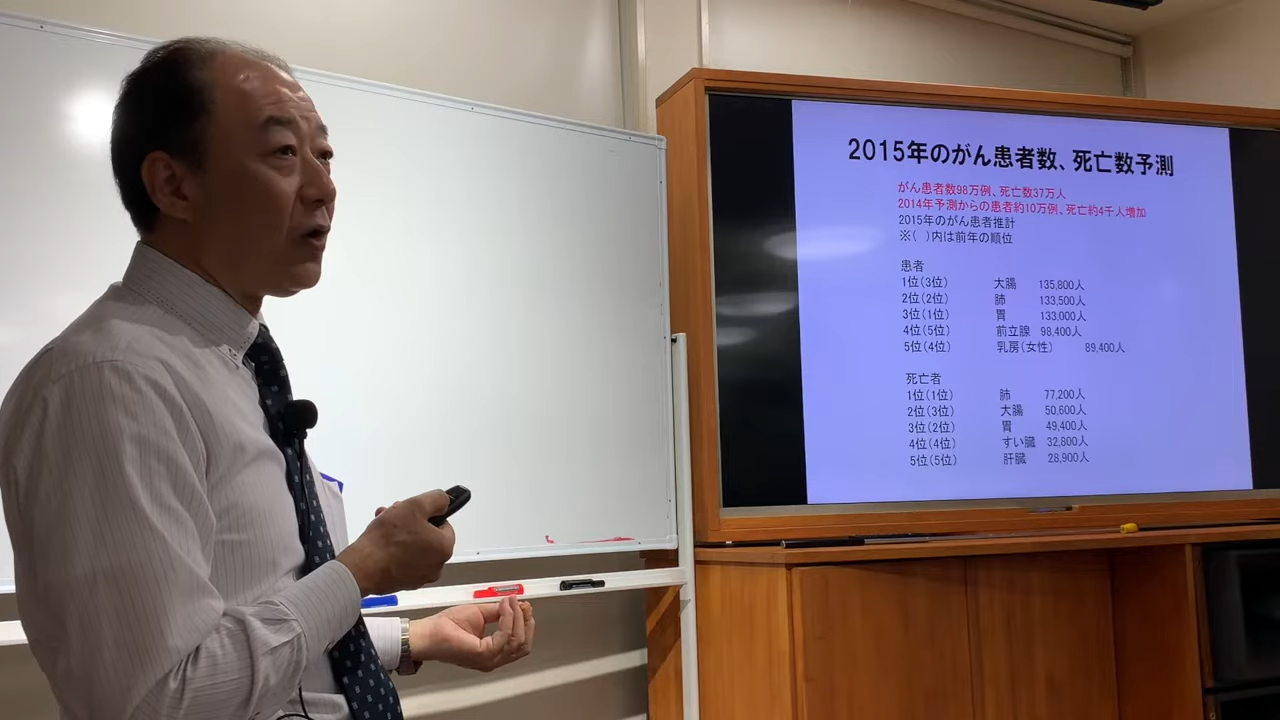 2015年のがん患者数、死亡数予測
がん患者数98万例、死亡数37万人
2014年予測からの患者約10万例、死亡約4千人増加
2015年のがん患者推計
※(　)内は前年の順位
患者
1位(3位) 大腸 135,800人
2位(2位) 肺 133,500人
3位(1位) 胃 133,000人
4位(5位) 前立腺 98,400人
5位(4位) 乳房(女性) 89,400人
死亡者
1位(1位) 肺 77,200人
2位(3位) 大腸 50,600人
3位(2位) 胃 49,400人
4位(4位) すい臓 32,800人
5位(5位) 肝臓 28,900人